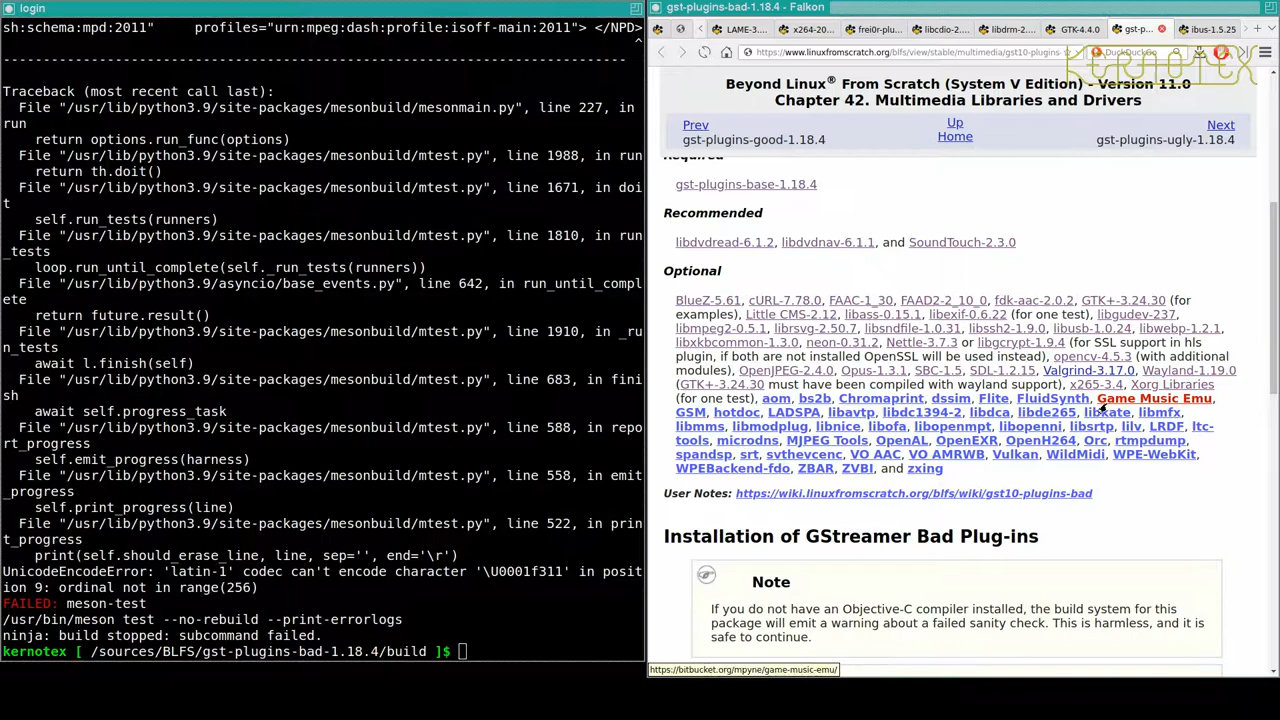 login
sh:schema:mpd:2011"     profiles="urn:mpeg:dash:profile:isoff-main:2011"> </NPD>
^
-------------------------------------------------------------------------------
Traceback (most recent call last):
  File "/usr/lib/python3.9/site-packages/mesonbuild/mesonmain.py", line 227, in
run
    return options.run_func(options)
  File "/usr/lib/python3.9/site-packages/mesonbuild/mtest.py", line 1988, in run
    return th.doit()
  File "/usr/lib/python3.9/site-packages/mesonbuild/mtest.py", line 1671, in doi
t
    self.run_tests(runners)
  File "/usr/lib/python3.9/site-packages/mesonbuild/mtest.py", line 1810, in run
_tests
    loop.run_until_complete(self._run_tests(runners))
  File "/usr/lib/python3.9/asyncio/base_events.py", line 642, in run_until_compl
ete
    return future.result()
  File "/usr/lib/python3.9/site-packages/mesonbuild/mtest.py", line 1910, in _ru
n_tests
    await l.finish(self)
  File "/usr/lib/python3.9/site-packages/mesonbuild/mtest.py", line 683, in fini
sh
    await self.progress_task
  File "/usr/lib/python3.9/site-packages/mesonbuild/mtest.py", line 588, in repo
rt_progress
    self.emit_progress(harness)
  File "/usr/lib/python3.9/site-packages/mesonbuild/mtest.py", line 558, in emit
_progress
    self.print_progress(line)
  File "/usr/lib/python3.9/site-packages/mesonbuild/mtest.py", line 522, in prin
t_progress
    print(self.should_erase_line, line, sep='', end='\r')
UnicodeEncodeError: 'latin-1' codec can't encode character '\U0001f311' in posit
ion 9: ordinal not in range(256)
FAILED: meson-test
/usr/bin/meson test --no-rebuild --print-errorlogs
ninja: build stopped: subcommand failed.
kernotex [ /sources/BLFS/gst-plugins-bad-1.18.4/build ]$
gst-plugins-bad-1.18.4 - Falkon
LAME-3.... x264-20... frei0r-plu... libcdio-2.... libdrm-2.... GTK-4.4.0 gst-p... ibus-1.5.25
https://www.linuxfromscratch.org/blfs/view/stable/multimedia/gst10-plugins- DuckDuckGo
KERNOTEX
Beyond Linux® From Scratch (System V Edition) - Version 11.0
Chapter 42. Multimedia Libraries and Drivers
Prev Up Next
gst-plugins-good-1.18.4 Home gst-plugins-ugly-1.18.4
Required
gst-plugins-base-1.18.4
Recommended
libdvdread-6.1.2, libdvdnav-6.1.1, and SoundTouch-2.3.0
Optional
BlueZ-5.61, cURL-7.78.0, FAAC-1_30, FAAD2-2_10_0, fdk-aac-2.0.2, GTK+-3.24.30 (for
examples), Little CMS-2.12, libass-0.15.1, libexif-0.6.22 (for one test), libgudev-237,
libmpeg2-0.5.1, librsvg-2.50.7, libsndfile-1.0.31, libssh2-1.9.0, libusb-1.0.24, libwebp-1.2.1,
libxkbcommon-1.3.0, neon-0.31.2, Nettle-3.7.3 or libgcrypt-1.9.4 (for SSL support in hls
plugin, if both are not installed OpenSSL will be used instead), opencv-4.5.3 (with additional
modules), OpenJPEG-2.4.0, Opus-1.3.1, SBC-1.5, SDL-1.2.15, Valgrind-3.17.0, Wayland-1.19.0
(GTK+-3.24.30 must have been compiled with wayland support), x265-3.4, Xorg Libraries
(for one test), aom, bs2b, Chromaprint, dssim, Flite, FluidSynth, Game Music Emu,
GSM, hotdoc, LADSPA, libavtp, libdc1394-2, libdca, libde265, libkate, libmfx,
libmms, libmodplug, libnice, libofa, libopenmpt, libopenni, libsrtp, lilv, LRDF, ltc-
tools, microdns, MJPEG Tools, OpenAL, OpenEXR, OpenH264, Orc, rtmpdump,
spandsp, srt, svthevcenc, VO AAC, VO AMRWB, Vulkan, WildMidi, WPE-WebKit,
WPEBackend-fdo, ZBAR, ZVBI, and zxing
User Notes: https://wiki.linuxfromscratch.org/blfs/wiki/gst10-plugins-bad
Installation of GStreamer Bad Plug-ins
Note
If you do not have an Objective-C compiler installed, the build system for this
package will emit a warning about a failed sanity check. This is harmless, and it is
safe to continue.
https://bitbucket.org/mpyne/game-music-emu/